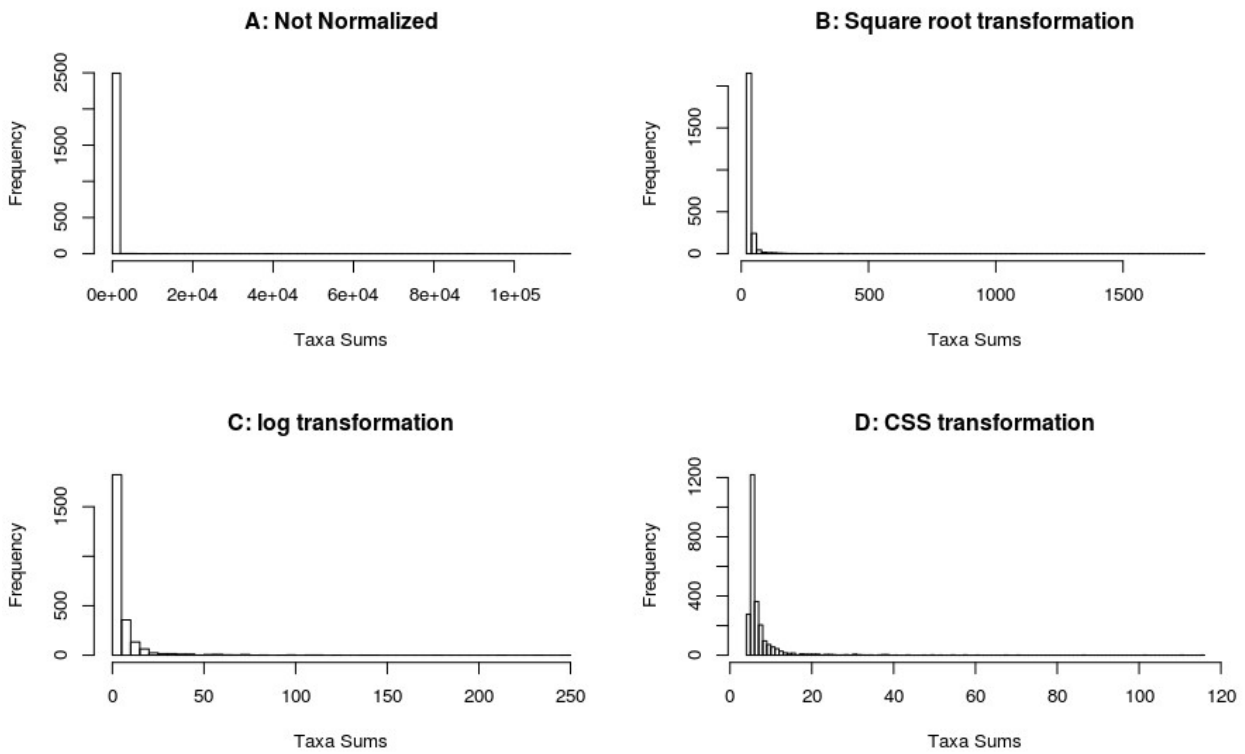 A: Not Normalized
Frequency
0 500 1500 2500
0e+00 2e+04 4e+04 6e+04 8e+04 1e+05
Taxa Sums
B: Square root transformation
Frequency
0 500 1500
0 500 1000 1500
Taxa Sums
C: log transformation
Frequency
0 500 1500
0 50 100 150 200 250
Taxa Sums
D: CSS transformation
Frequency
0 400 800 1200
0 20 40 60 80 100 120
Taxa Sums